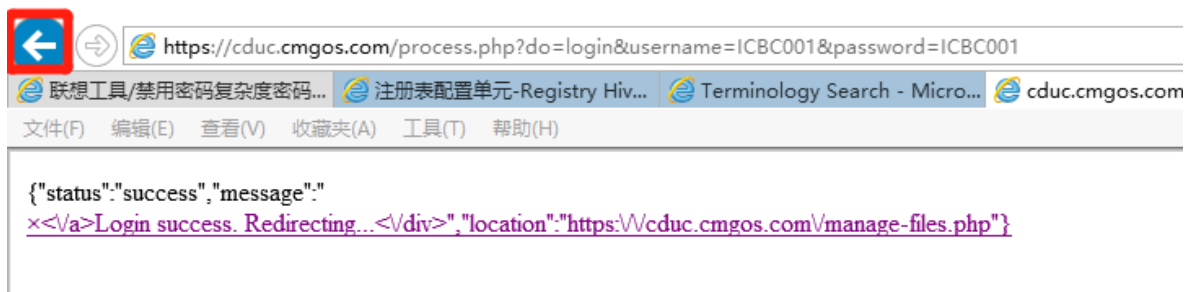 https://cduc.cmgos.com/process.php?do=login&username=ICBC001&password=ICBC001
联想工具/禁用密码复杂度密码... 注册表配置单元-Registry Hiv... Terminology Search - Micro... cduc.cmgos.com
文件(F) 编辑(E) 查看(V) 收藏夹(A) 工具(T) 帮助(H)
{"status":"success","message":"
×<\/a>Login success. Redirecting...<\/div>","location":"https:\/\/cduc.cmgos.com\/manage-files.php"}